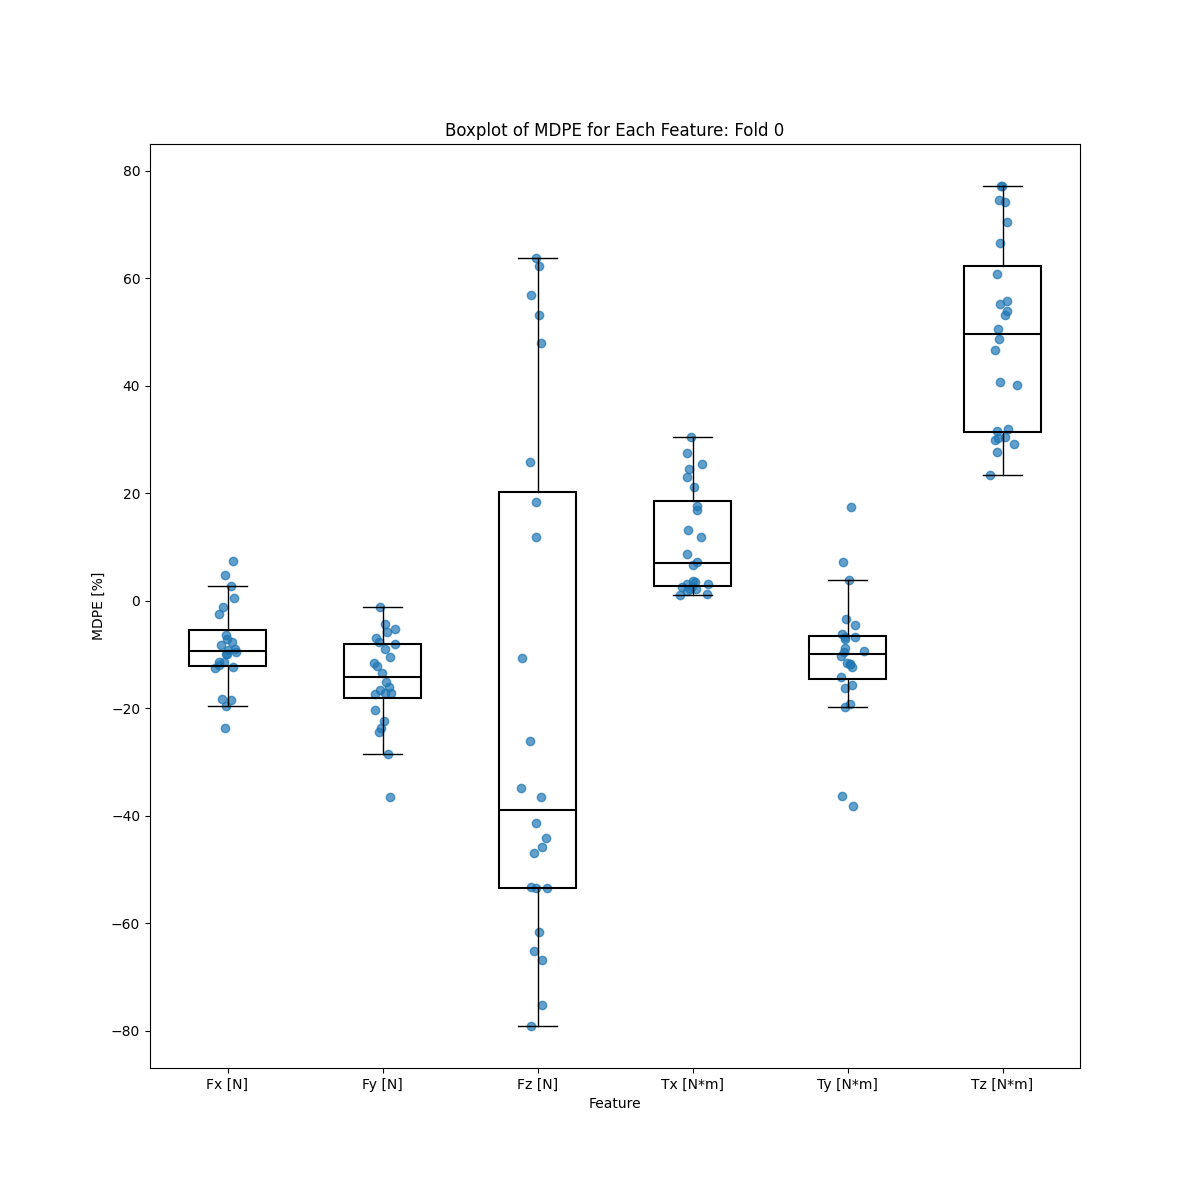 Boxplot of MDPE for Each Feature: Fold 0
80
60
40
20
0
−20
−40
−60
−80
MDPE [%]
Fx [N] Fy [N] Fz [N] Tx [N*m] Ty [N*m] Tz [N*m]
Feature